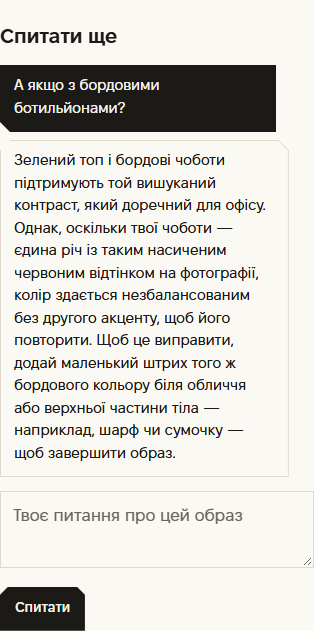 Спитати ще
А якщо з бордовими
ботильйонами?
Зелений топ і бордові чоботи
підтримують той вишуканий
контраст, який доречний для офісу.
Однак, оскільки твої чоботи —
єдина річ із таким насиченим
червоним відтінком на фотографії,
колір здається незбалансованим
без другого акценту, щоб його
повторити. Щоб це виправити,
додай маленький штрих того ж
бордового кольору біля обличчя
або верхньої частини тіла —
наприклад, шарф чи сумочку —
щоб завершити образ.
Твоє питання про цей образ
Спитати